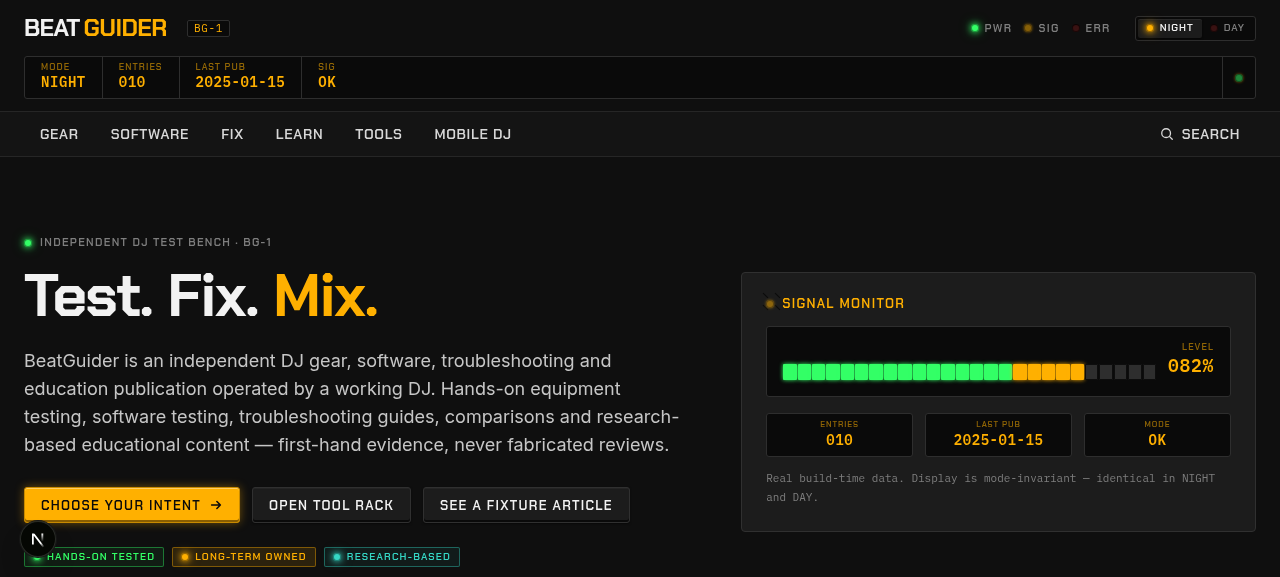 BEAT GUIDER BG-1 PWR SIG ERR NIGHT DAY
MODE ENTRIES LAST PUB SIG
NIGHT 010 2025-01-15 OK
GEAR SOFTWARE FIX LEARN TOOLS MOBILE DJ SEARCH
INDEPENDENT DJ TEST BENCH · BG-1
Test. Fix. Mix.
BeatGuider is an independent DJ gear, software, troubleshooting and
education publication operated by a working DJ. Hands-on equipment
testing, software testing, troubleshooting guides, comparisons and research-
based educational content — first-hand evidence, never fabricated reviews.
CHOOSE YOUR INTENT → OPEN TOOL RACK SEE A FIXTURE ARTICLE
N
HANDS-ON TESTED LONG-TERM OWNED RESEARCH-BASED
SIGNAL MONITOR
LEVEL
082%
ENTRIES LAST PUB MODE
010 2025-01-15 OK
Real build-time data. Display is mode-invariant — identical in NIGHT
and DAY.